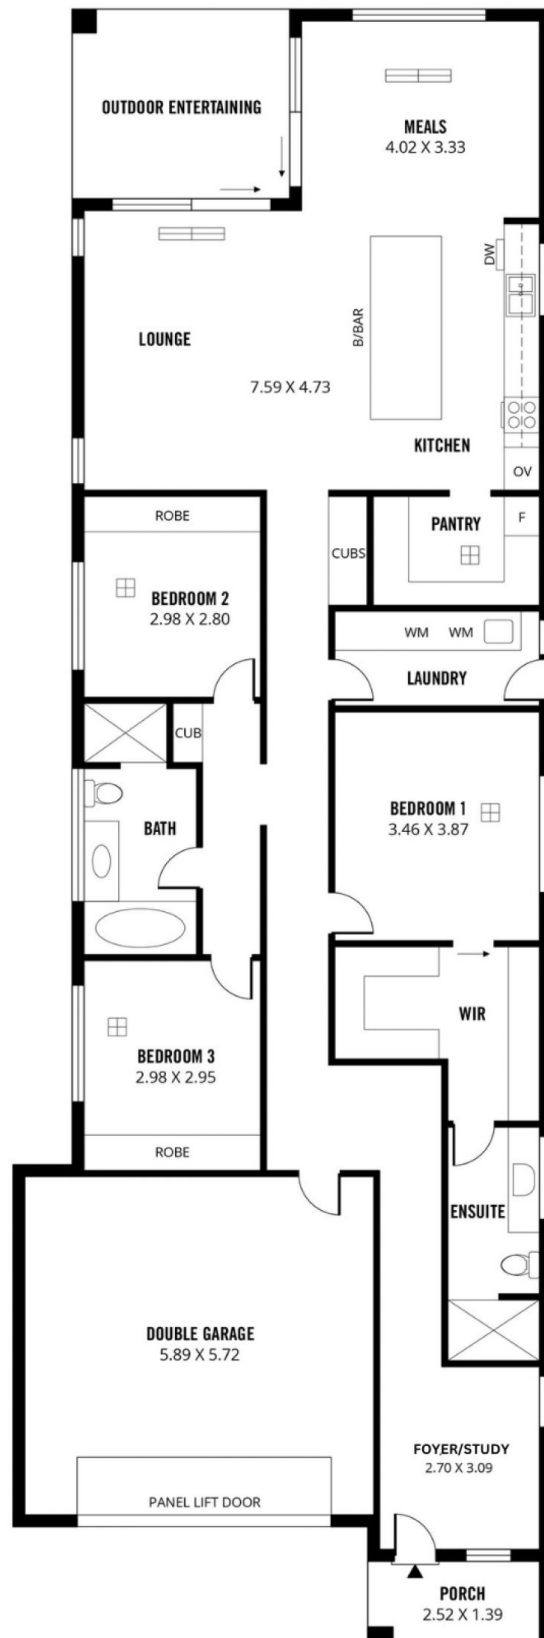 OUTDOOR ENTERTAINING
MEALS
4.02 X 3.33
DW
B/BAR
LOUNGE
7.59 X 4.73
KITCHEN
OV
ROBE
PANTRY
F
CUBS
BEDROOM 2
2.98 X 2.80
WM WM
LAUNDRY
CUB
BATH
BEDROOM 1
3.46 X 3.87
WIR
BEDROOM 3
2.98 X 2.95
ROBE
ENSUITE
DOUBLE GARAGE
5.89 X 5.72
FOYER/STUDY
2.70 X 3.09
PANEL LIFT DOOR
PORCH
2.52 X 1.39